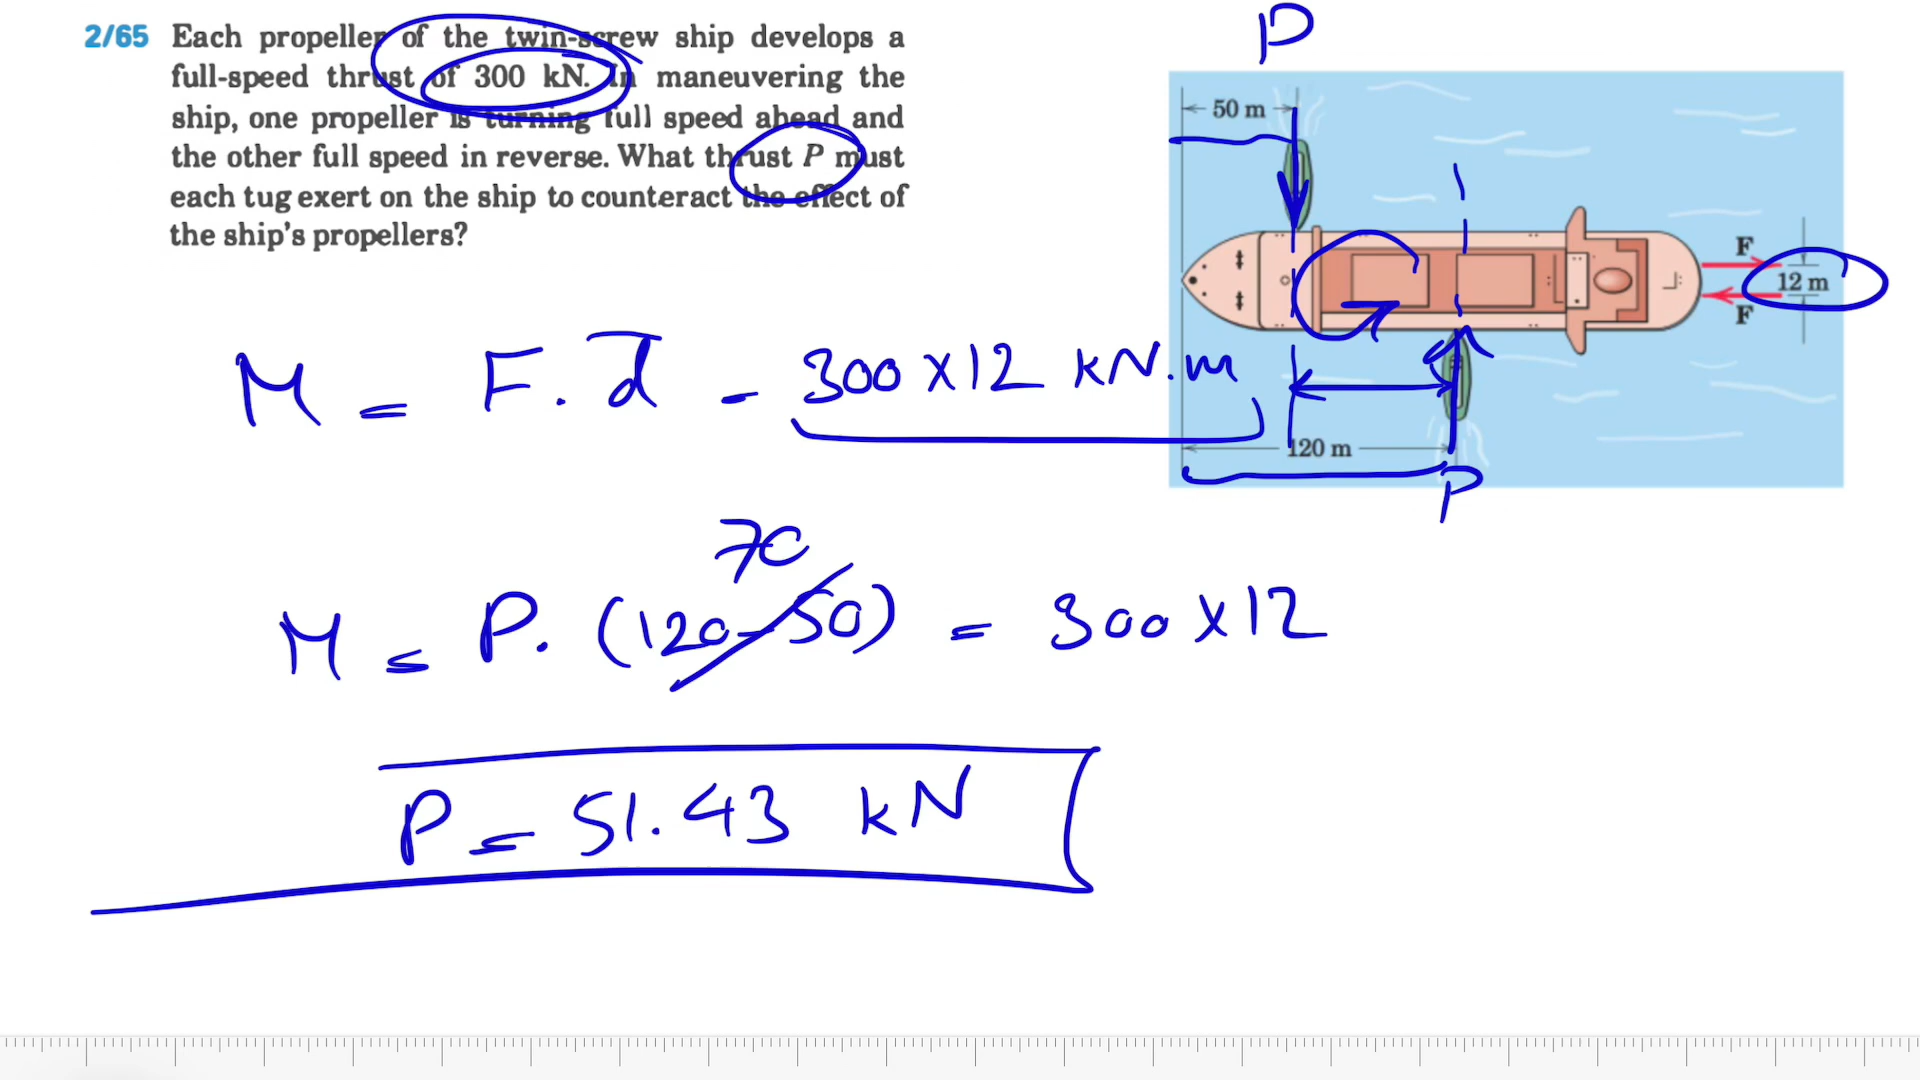 2/65 Each propeller of the twin-screw ship develops a
full-speed thrust of 300 kN. In maneuvering the
ship, one propeller is turning full speed ahead and
the other full speed in reverse. What thrust P must
each tug exert on the ship to counteract the effect of
the ship's propellers?
P
50 m
F
12 m
F
120 m
P
M = F . d = 300 x 12 kN.m
70
M = P. (120 - 50) = 300 x 12
P = 51.43 kN